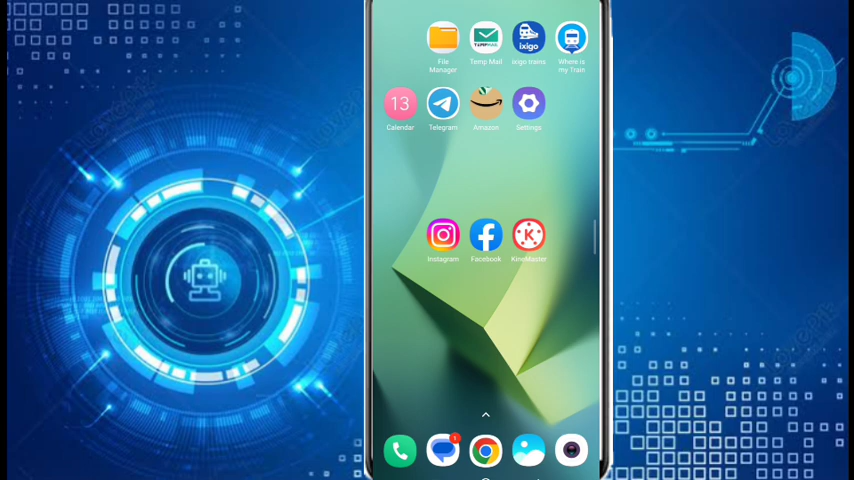 File
Manager
Temp Mail
ixigo trains
Where is
my Train
TEMPMAIL
ixigo
13
Calendar
Telegram
Amazon
Settings
Instagram
Facebook
K
KineMaster
1